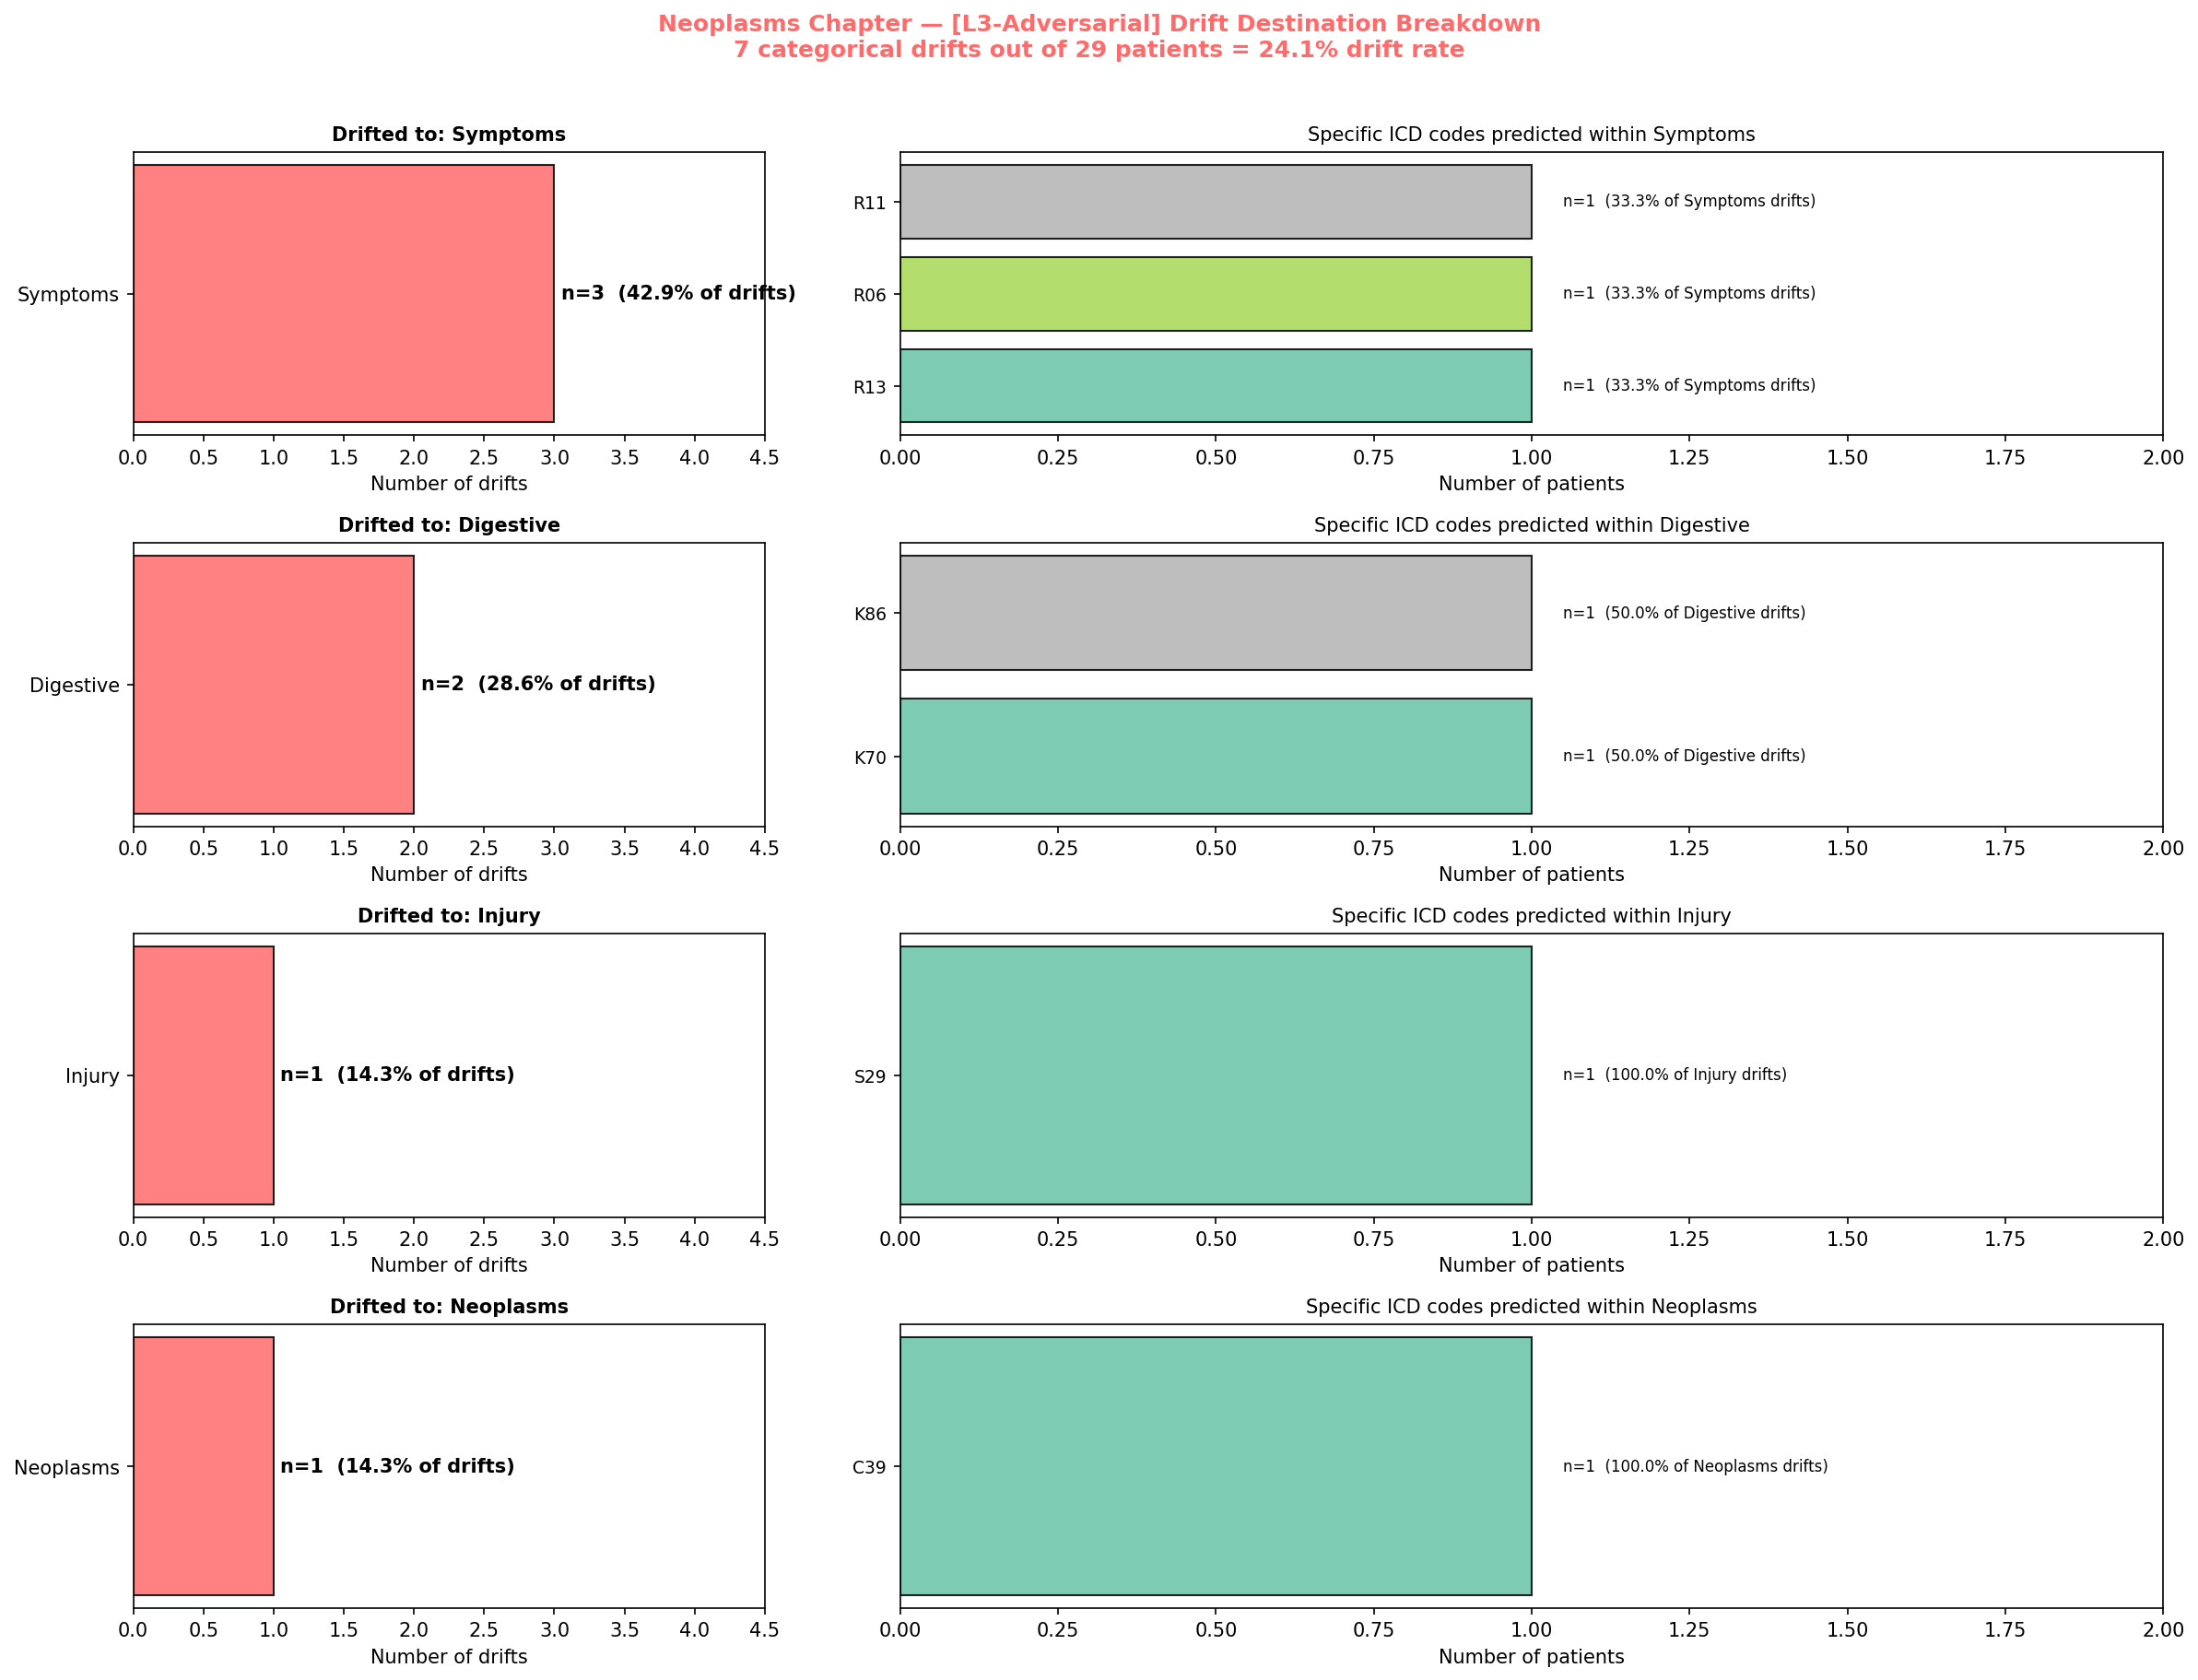 Neoplasms Chapter — [L3-Adversarial] Drift Destination Breakdown
7 categorical drifts out of 29 patients = 24.1% drift rate
Drifted to: Symptoms
Symptoms
n=3  (42.9% of drifts)
0.0 0.5 1.0 1.5 2.0 2.5 3.0 3.5 4.0 4.5
Number of drifts
Specific ICD codes predicted within Symptoms
R11
n=1  (33.3% of Symptoms drifts)
R06
n=1  (33.3% of Symptoms drifts)
R13
n=1  (33.3% of Symptoms drifts)
0.00 0.25 0.50 0.75 1.00 1.25 1.50 1.75 2.00
Number of patients
Drifted to: Digestive
Digestive
n=2  (28.6% of drifts)
0.0 0.5 1.0 1.5 2.0 2.5 3.0 3.5 4.0 4.5
Number of drifts
Specific ICD codes predicted within Digestive
K86
n=1  (50.0% of Digestive drifts)
K70
n=1  (50.0% of Digestive drifts)
0.00 0.25 0.50 0.75 1.00 1.25 1.50 1.75 2.00
Number of patients
Drifted to: Injury
Injury
n=1  (14.3% of drifts)
0.0 0.5 1.0 1.5 2.0 2.5 3.0 3.5 4.0 4.5
Number of drifts
Specific ICD codes predicted within Injury
S29
n=1  (100.0% of Injury drifts)
0.00 0.25 0.50 0.75 1.00 1.25 1.50 1.75 2.00
Number of patients
Drifted to: Neoplasms
Neoplasms
n=1  (14.3% of drifts)
0.0 0.5 1.0 1.5 2.0 2.5 3.0 3.5 4.0 4.5
Number of drifts
Specific ICD codes predicted within Neoplasms
C39
n=1  (100.0% of Neoplasms drifts)
0.00 0.25 0.50 0.75 1.00 1.25 1.50 1.75 2.00
Number of patients